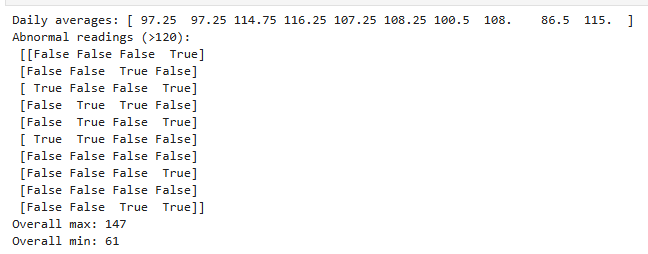 Daily averages: [ 97.25  97.25 114.75 116.25 107.25 108.25 100.5  108.    86.5  115.  ]
Abnormal readings (>120):
 [[False False False  True]
 [False False  True False]
 [ True False False  True]
 [False  True  True False]
 [False  True False  True]
 [ True  True False False]
 [False False False False]
 [False False False  True]
 [False False False False]
 [False False  True  True]]
Overall max: 147
Overall min: 61